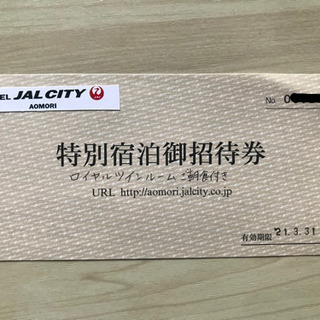 EL JAL CITY
AOMORI
No 0
特別宿泊御招待券
ロイヤルツインルームご朝食付き
URL http://aomori.jalcity.co.jp
有効期限 '21.3.31